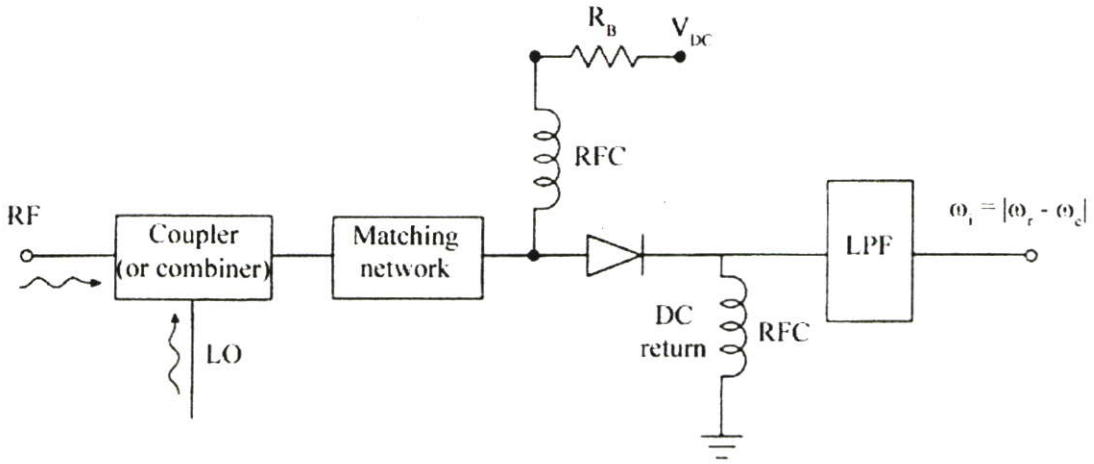 R_B
V_DC
RFC
RF
Coupler
(or combiner)
Matching
network
LPF
ω_i = |ω_r - ω_c|
LO
DC
return
RFC